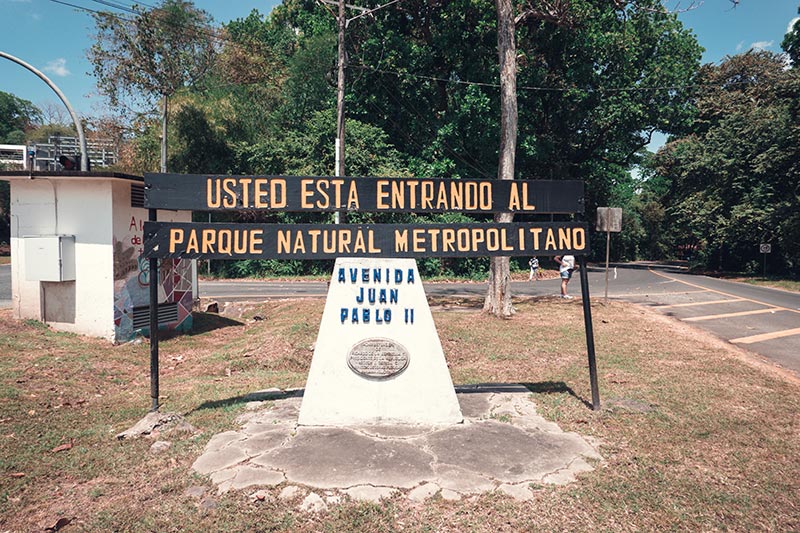 USTED ESTA ENTRANDO AL
PARQUE NATURAL METROPOLITANO
AVENIDA
JUAN
PABLO II